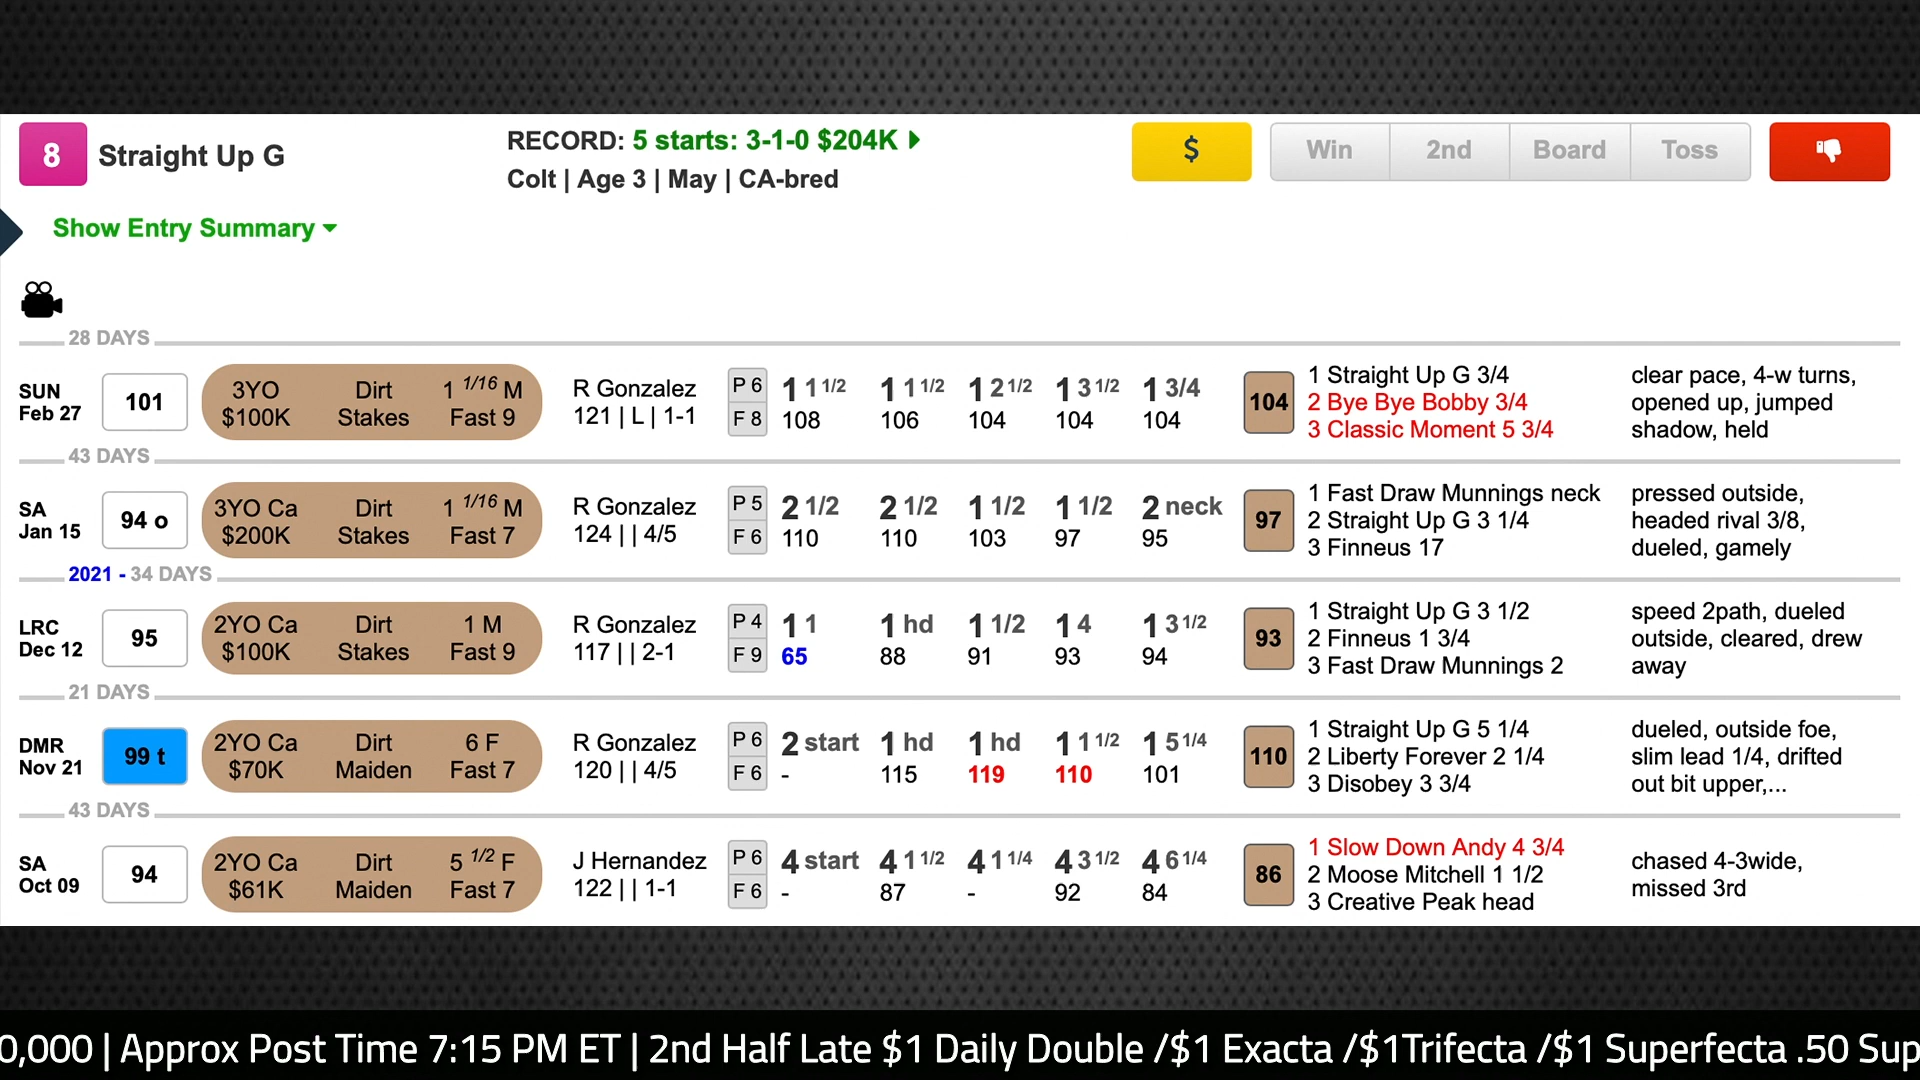 8 Straight Up G
RECORD: 5 starts: 3-1-0 $204K
Colt | Age 3 | May | CA-bred
$ Win 2nd Board Toss
Show Entry Summary
28 DAYS
SUN
Feb 27
101
3YO Dirt 1 1/16 M
$100K Stakes Fast 9
R Gonzalez
121 | L | 1-1
P 6
F 8
1 1 1/2 1 1 1/2 1 2 1/2 1 3 1/2 1 3/4
108 106 104 104 104
104
1 Straight Up G 3/4
2 Bye Bye Bobby 3/4
3 Classic Moment 5 3/4
clear pace, 4-w turns,
opened up, jumped
shadow, held
43 DAYS
SA
Jan 15
94 o
3YO Ca Dirt 1 1/16 M
$200K Stakes Fast 7
R Gonzalez
124 | | 4/5
P 5
F 6
2 1/2 2 1/2 1 1/2 1 1/2 2 neck
110 110 103 97 95
97
1 Fast Draw Munnings neck
2 Straight Up G 3 1/4
3 Finneus 17
pressed outside,
headed rival 3/8,
dueled, gamely
2021 - 34 DAYS
LRC
Dec 12
95
2YO Ca Dirt 1 M
$100K Stakes Fast 9
R Gonzalez
117 | | 2-1
P 4
F 9
1 1 1 hd 1 1/2 1 4 1 3 1/2
65 88 91 93 94
93
1 Straight Up G 3 1/2
2 Finneus 1 3/4
3 Fast Draw Munnings 2
speed 2path, dueled
outside, cleared, drew
away
21 DAYS
DMR
Nov 21
99 t
2YO Ca Dirt 6 F
$70K Maiden Fast 7
R Gonzalez
120 | | 4/5
P 6
F 6
2 start 1 hd 1 hd 1 1 1/2 1 5 1/4
- 115 119 110 101
110
1 Straight Up G 5 1/4
2 Liberty Forever 2 1/4
3 Disobey 3 3/4
dueled, outside foe,
slim lead 1/4, drifted
out bit upper,...
43 DAYS
SA
Oct 09
94
2YO Ca Dirt 5 1/2 F
$61K Maiden Fast 7
J Hernandez
122 | | 1-1
P 6
F 6
4 start 4 1 1/2 4 1 1/4 4 3 1/2 4 6 1/4
- 87 - 92 84
86
1 Slow Down Andy 4 3/4
2 Moose Mitchell 1 1/2
3 Creative Peak head
chased 4-3wide,
missed 3rd
0,000 | Approx Post Time 7:15 PM ET | 2nd Half Late $1 Daily Double /$1 Exacta /$1Trifecta /$1 Superfecta .50 Sup